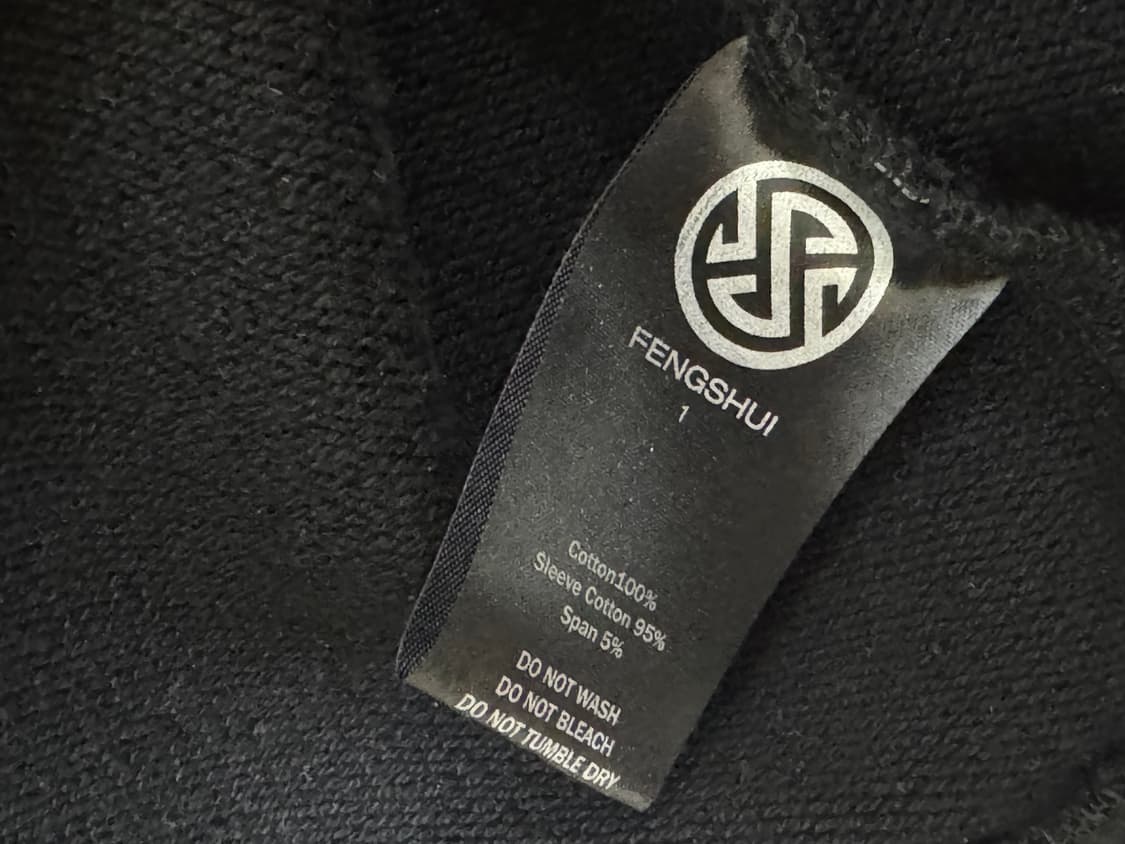 FENGSHUI
1
Cotton100%
Sleeve Cotton 95%
Span 5%
DO NOT WASH
DO NOT BLEACH
DO NOT TUMBLE DRY